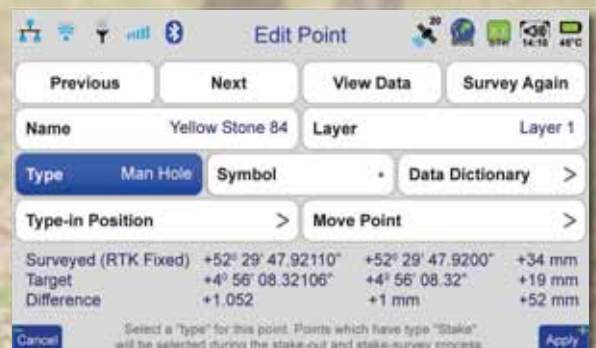 Edit Point
20
14:10 46°C
Previous Next View Data Survey Again
Name Yellow Stone 84 Layer Layer 1
Type Man Hole Symbol Data Dictionary >
Type-in Position > Move Point >
Surveyed (RTK Fixed) +52° 29' 47.92110" +52° 29' 47.9200" +34 mm
Target +4° 56' 08.32106" +4° 56' 08.32" +19 mm
Difference +1.052 +1 mm +52 mm
Cancel Select a "type" for this point. Points which have type "Stake" Apply
will be selected during the stake-out and stake-survey process.